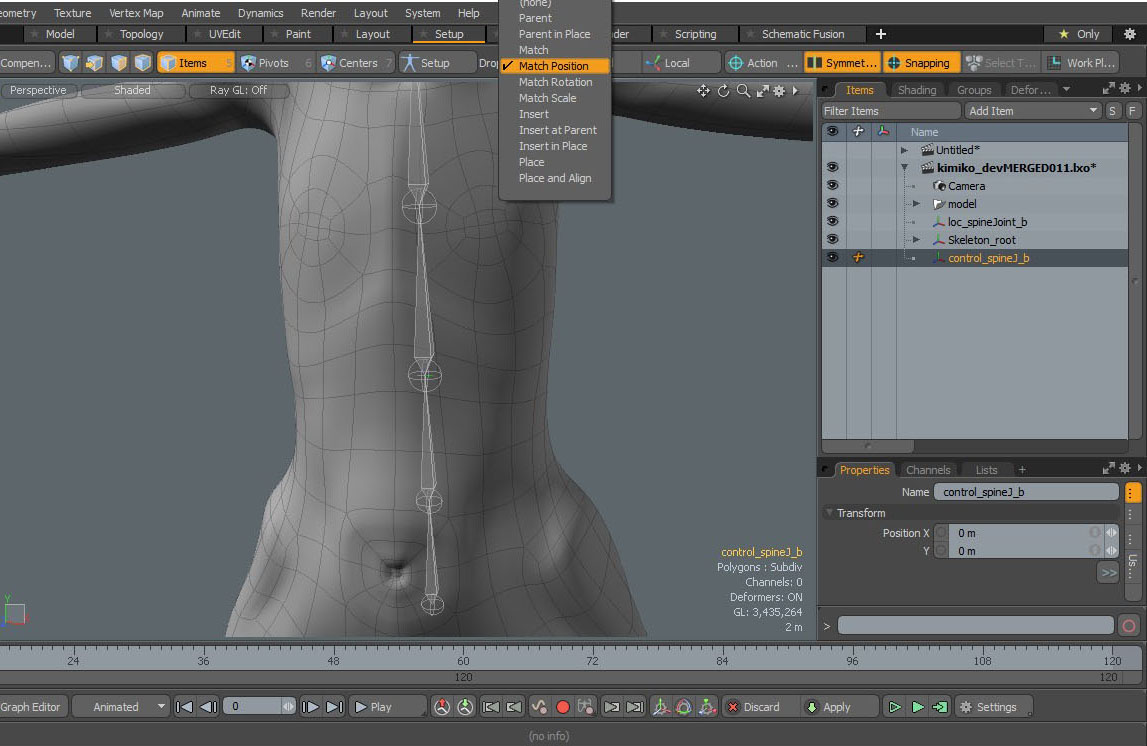 eometry Texture Vertex Map Animate Dynamics Render Layout System Help
(none)
Parent
Parent in Place
Match
Match Position
Match Rotation
Match Scale
Insert
Insert at Parent
Insert in Place
Place
Place and Align
Model Topology UVEdit Paint Layout Setup der Scripting Schematic Fusion + Only
Compen... Items 5 Pivots 6 Centers 7 Setup Drop Local Action ... Symmet... Snapping Select T... Work Pl...
Perspective Shaded Ray GL: Off
Items Shading Groups Defor...
Filter Items Add Item S F
Name
Untitled*
kimiko_devMERGED011.lxo*
Camera
model
loc_spineJoint_b
Skeleton_root
control_spineJ_b
Properties Channels Lists +
Name control_spineJ_b
Transform
Position X 0 m
Y 0 m
>>
Us...
>
control_spineJ_b
Polygons : Subdiv
Channels: 0
Deformers: ON
GL: 3,435,264
2 m
Y
24 36 48 60 72 84 96 108 120
120 120
Graph Editor Animated 0 Play Discard Apply Settings
(no info)